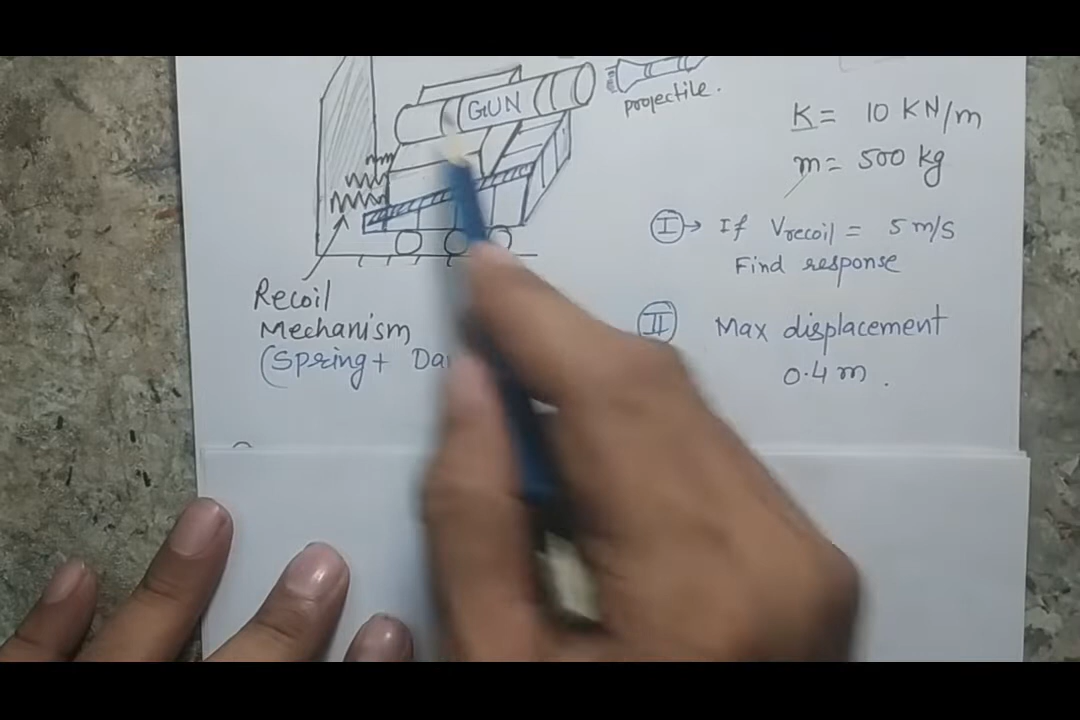 GUN
projectile.
K = 10 KN/m
m = 500 kg
I → If Vrecoil = 5 m/s
Find response
Recoil
Mechanism
(Spring +
II Max displacement
0.4 m.